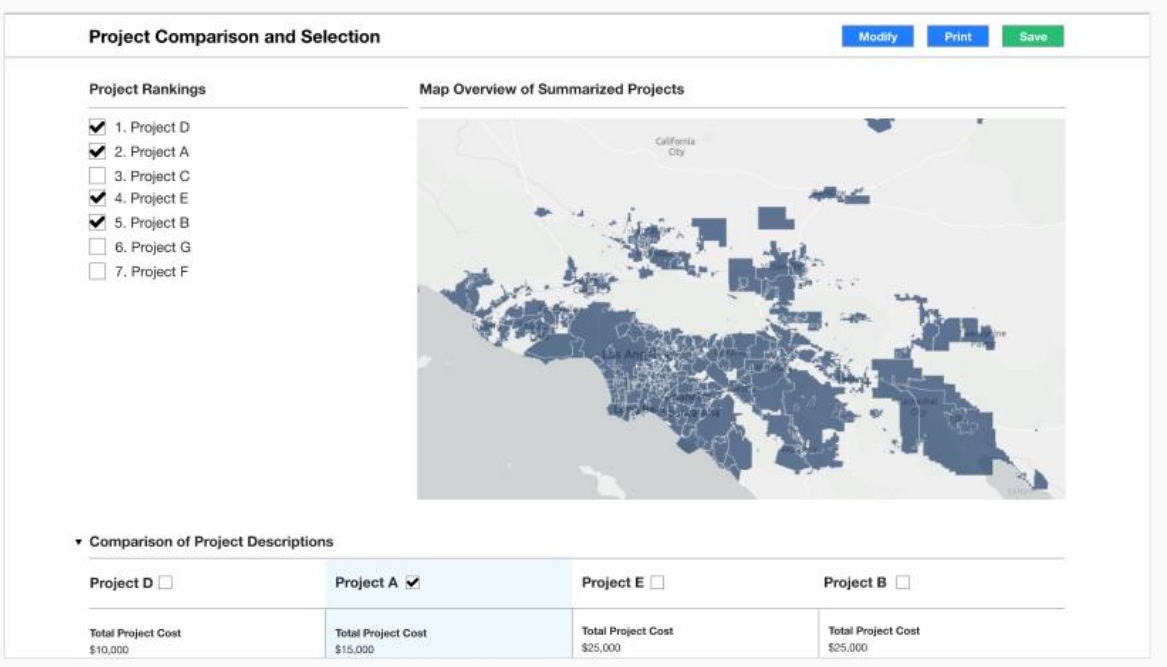 Project Comparison and Selection
Modify
Print
Save
Project Rankings
1. Project D
2. Project A
3. Project C
4. Project E
5. Project B
6. Project G
7. Project F
Map Overview of Summarized Projects
California
City
Los
Comparison of Project Descriptions
Project D
Project A
Project E
Project B
Total Project Cost
$10,000
Total Project Cost
$15,000
Total Project Cost
$25,000
Total Project Cost
$25,000